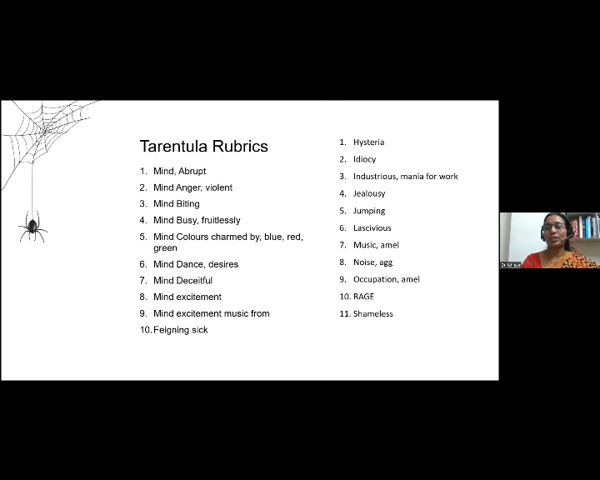 Tarentula Rubrics
1. Mind, Abrupt
2. Mind Anger, violent
3. Mind Biting
4. Mind Busy, fruitlessly
5. Mind Colours charmed by, blue, red,
green
6. Mind Dance, desires
7. Mind Deceitful
8. Mind excitement
9. Mind excitement music from
10. Feigning sick
1. Hysteria
2. Idiocy
3. Industrious, mania for work
4. Jealousy
5. Jumping
6. Lascivious
7. Music, amel
8. Noise, agg
9. Occupation, amel
10. RAGE
11. Shameless